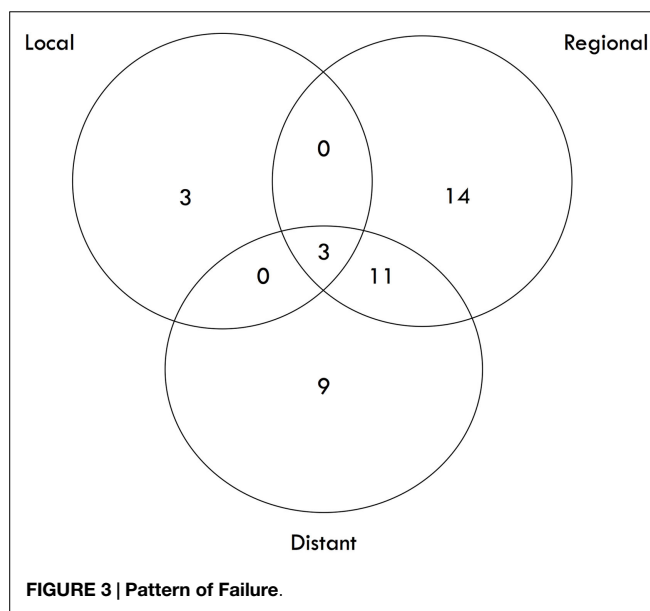 Local Regional
0
3 14
3
0 11
9
Distant
FIGURE 3 | Pattern of Failure.